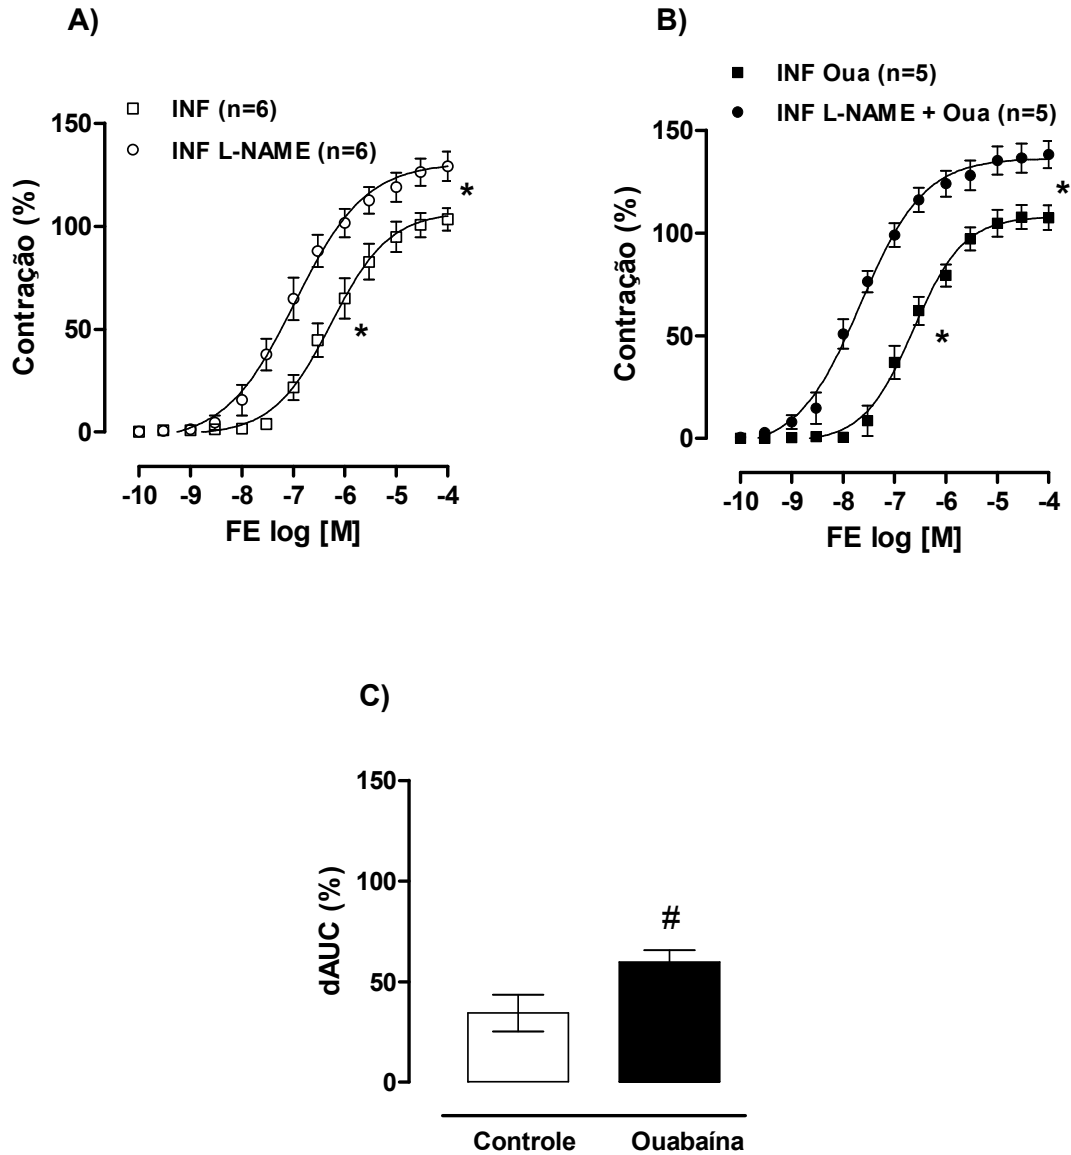 A)
INF (n=6)
INF L-NAME (n=6)
150
100
50
0
Contração (%)
*
*
-10 -9 -8 -7 -6 -5 -4
FE log [M]
B)
INF Oua (n=5)
INF L-NAME + Oua (n=5)
150
100
50
0
Contração (%)
*
*
-10 -9 -8 -7 -6 -5 -4
FE log [M]
C)
150
100
50
0
dAUC (%)
#
Controle Ouabaína